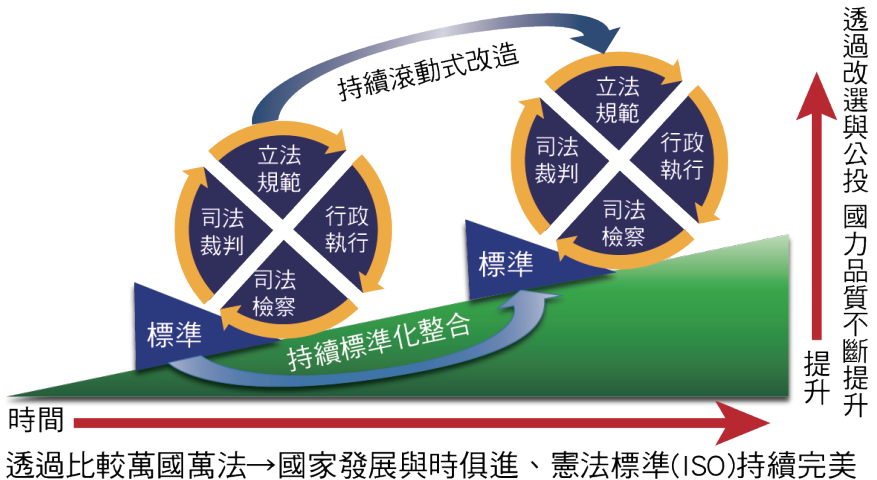 持續滾動式改造
立法
規範
行政
執行
司法
檢察
司法
裁判
標準
立法
規範
行政
執行
司法
檢察
司法
裁判
標準
持續標準化整合
透過改選與公投 國力品質不斷提升
提升
時間
透過比較萬國萬法→國家發展與時俱進、憲法標準(ISO)持續完美